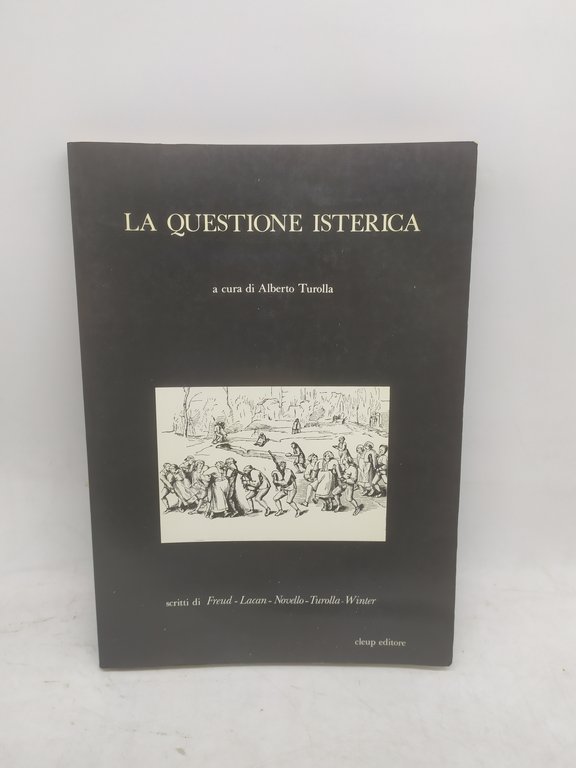 LA QUESTIONE ISTERICA
a cura di Alberto Turolla
scritti di Freud - Lacan - Novello - Turolla - Winter
cleup editore